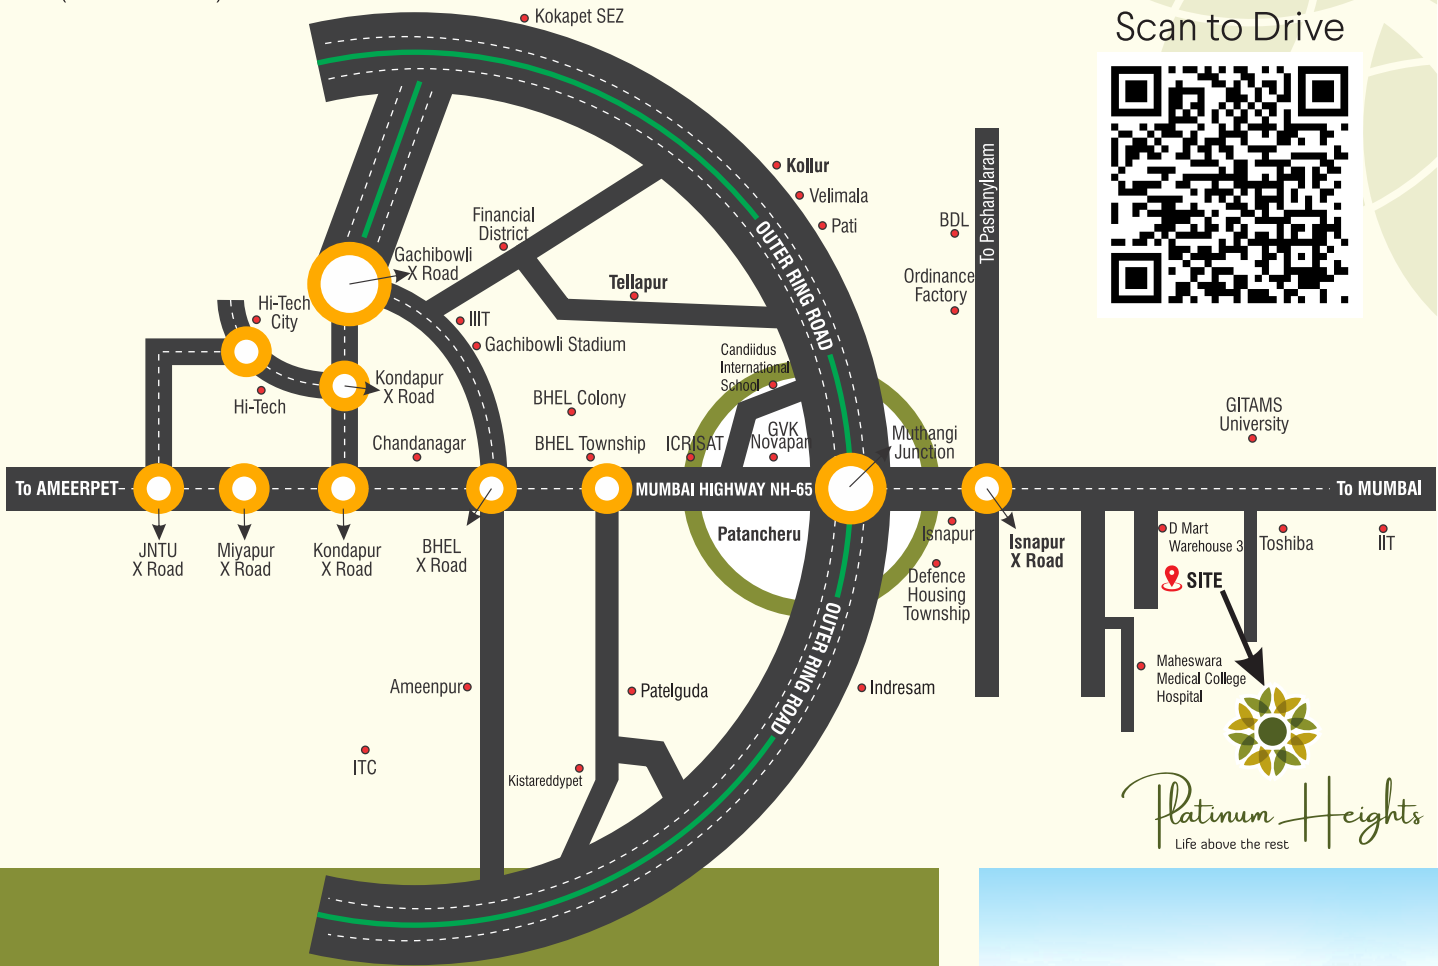 Kokapet SEZ
Scan to Drive
Kollur
Velimala
Pati
To Pashanylaram
BDL
Ordinance
Factory
Financial
District
Gachibowli
X Road
Tellapur
OUTER RING ROAD
Hi-Tech
City
IIIT
Gachibowli Stadium
Candiidus
International
School
Kondapur
X Road
Hi-Tech
BHEL Colony
GITAMS
University
Chandanagar
BHEL Township
ICRISAT
GVK
Novapan
Muthangi
Junction
To AMEERPET
MUMBAI HIGHWAY NH-65
To MUMBAI
JNTU
X Road
Miyapur
X Road
Kondapur
X Road
BHEL
X Road
Patancheru
Isnapur
Isnapur
X Road
D Mart
Warehouse 3
Toshiba
IIT
SITE
Defence
Housing
Township
OUTER RING ROAD
Ameenpur
Patelguda
Indresam
Maheswara
Medical College
Hospital
ITC
Kistareddypet
Platinum Heights
Life above the rest